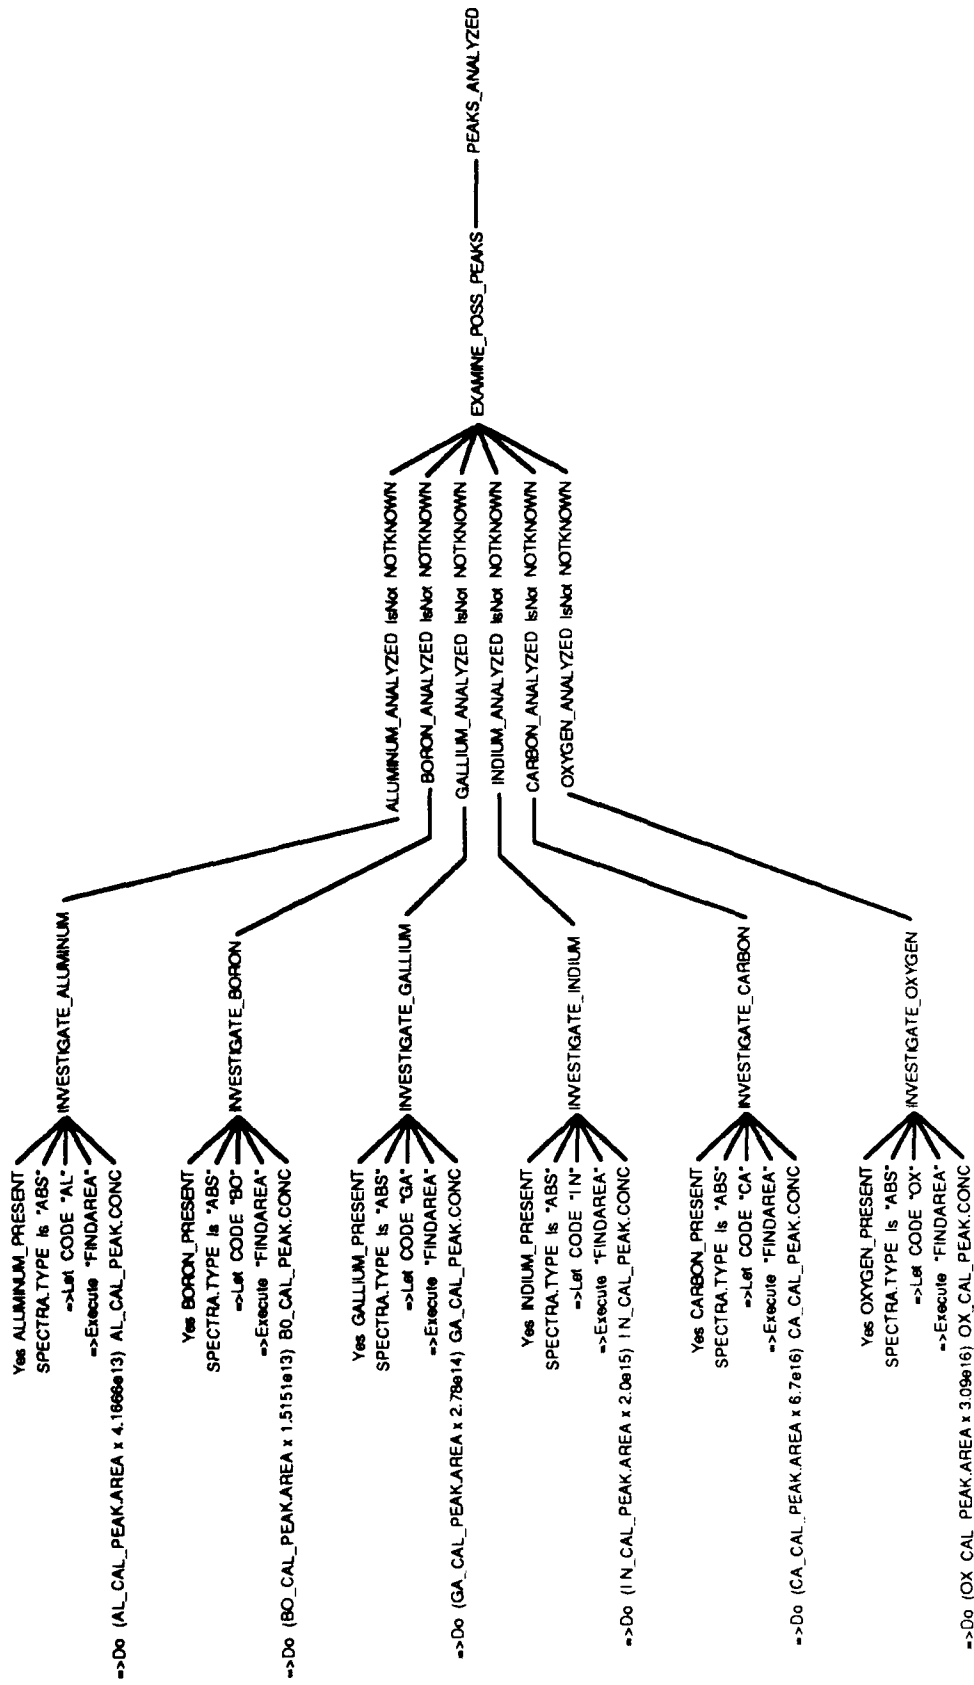 Yes ALUMINUM_PRESENT
SPECTRA.TYPE Is "ABS"
=>Let CODE "AL"
=>Execute "FINDAREA"
=>Do (AL_CAL_PEAK.AREA x 4.1666e13) AL_CAL_PEAK.CONC
INVESTIGATE_ALUMINUM
Yes BORON_PRESENT
SPECTRA.TYPE Is "ABS"
=>Let CODE "BO"
=>Execute "FINDAREA"
=>Do (BO_CAL_PEAK.AREA x 1.5151e13) BO_CAL_PEAK.CONC
INVESTIGATE_BORON
Yes GALLIUM_PRESENT
SPECTRA.TYPE Is "ABS"
=>Let CODE "GA"
=>Execute "FINDAREA"
=>Do (GA_CAL_PEAK.AREA x 2.78e14) GA_CAL_PEAK.CONC
INVESTIGATE_GALLIUM
Yes INDIUM_PRESENT
SPECTRA.TYPE Is "ABS"
=>Let CODE "IN"
=>Execute "FINDAREA"
=>Do (IN_CAL_PEAK.AREA x 2.0e15) IN_CAL_PEAK.CONC
INVESTIGATE_INDIUM
Yes CARBON_PRESENT
SPECTRA.TYPE Is "ABS"
=>Let CODE "CA"
=>Execute "FINDAREA"
=>Do (CA_CAL_PEAK.AREA x 6.7e16) CA_CAL_PEAK.CONC
INVESTIGATE_CARBON
Yes OXYGEN_PRESENT
SPECTRA.TYPE Is "ABS"
=>Let CODE "OX"
=>Execute "FINDAREA"
=>Do (OX_CAL_PEAK.AREA x 3.09e16) OX_CAL_PEAK.CONC
INVESTIGATE_OXYGEN
ALUMINUM_ANALYZED IsNot NOTKNOWN
BORON_ANALYZED IsNot NOTKNOWN
GALLIUM_ANALYZED IsNot NOTKNOWN
INDIUM_ANALYZED IsNot NOTKNOWN
CARBON_ANALYZED IsNot NOTKNOWN
OXYGEN_ANALYZED IsNot NOTKNOWN
EXAMINE_POSS_PEAKS
PEAKS_ANALYZED